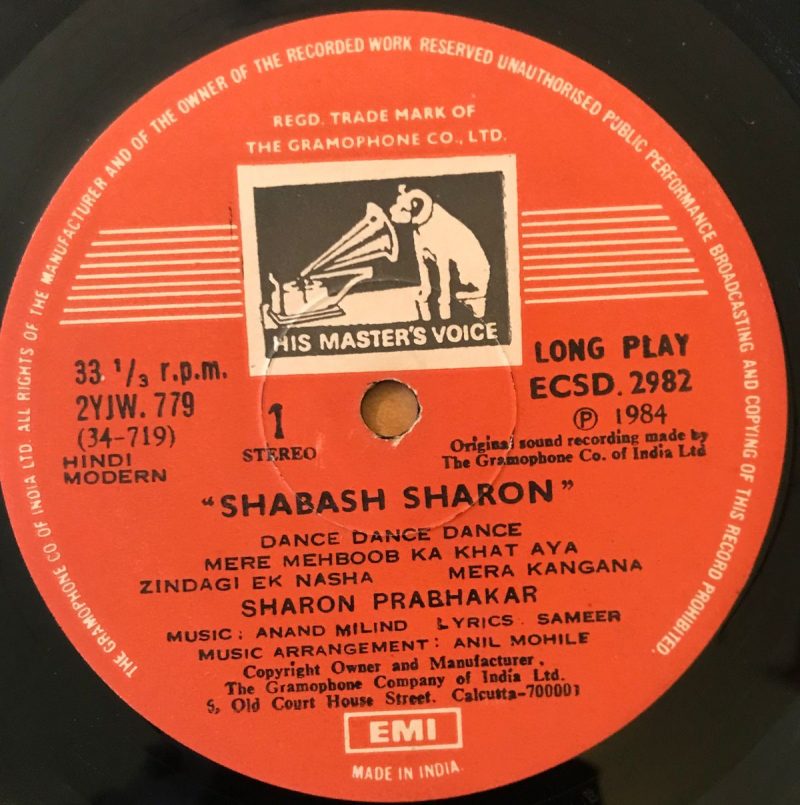 THE GRAMOPHONE CO. OF INDIA LTD. ALL RIGHTS OF THE MANUFACTURER AND OF THE OWNER OF THE RECORDED WORK RESERVED UNAUTHORISED PUBLIC PERFORMANCE BROADCASTING AND COPYING OF THIS RECORD PROHIBITED.
REGD. TRADE MARK OF
THE GRAMOPHONE CO., LTD.
HIS MASTER'S VOICE
33 1/3 r.p.m.
2YJW. 779
(34-719)
HINDI
MODERN
1
STEREO
LONG PLAY
ECSD. 2982
Ⓟ 1984
Original sound recording made by
The Gramophone Co. of India Ltd
"SHABASH SHARON"
DANCE DANCE DANCE
MERE MEHBOOB KA KHAT AYA
ZINDAGI EK NASHA MERA KANGANA
SHARON PRABHAKAR
MUSIC: ANAND MILIND LYRICS: SAMEER
MUSIC ARRANGEMENT: ANIL MOHILE
Copyright Owner and Manufacturer.
The Gramophone Company of India Ltd.
5, Old Court House Street. Calcutta-700001
EMI
MADE IN INDIA.